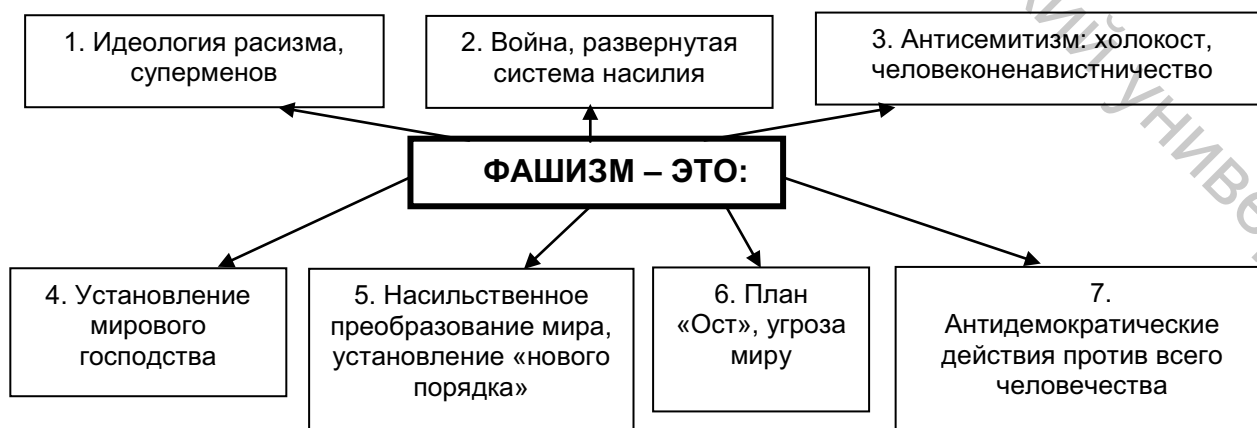 1. Идеология расизма,
суперменов
2. Война, развернутая
система насилия
3. Антисемитизм: холокост,
человеконенавистничество
ФАШИЗМ – ЭТО:
4. Установление
мирового
господства
5. Насильственное
преобразование мира,
установление «нового
порядка»
6. План
«Ост», угроза
миру
7.
Антидемократические
действия против всего
человечества